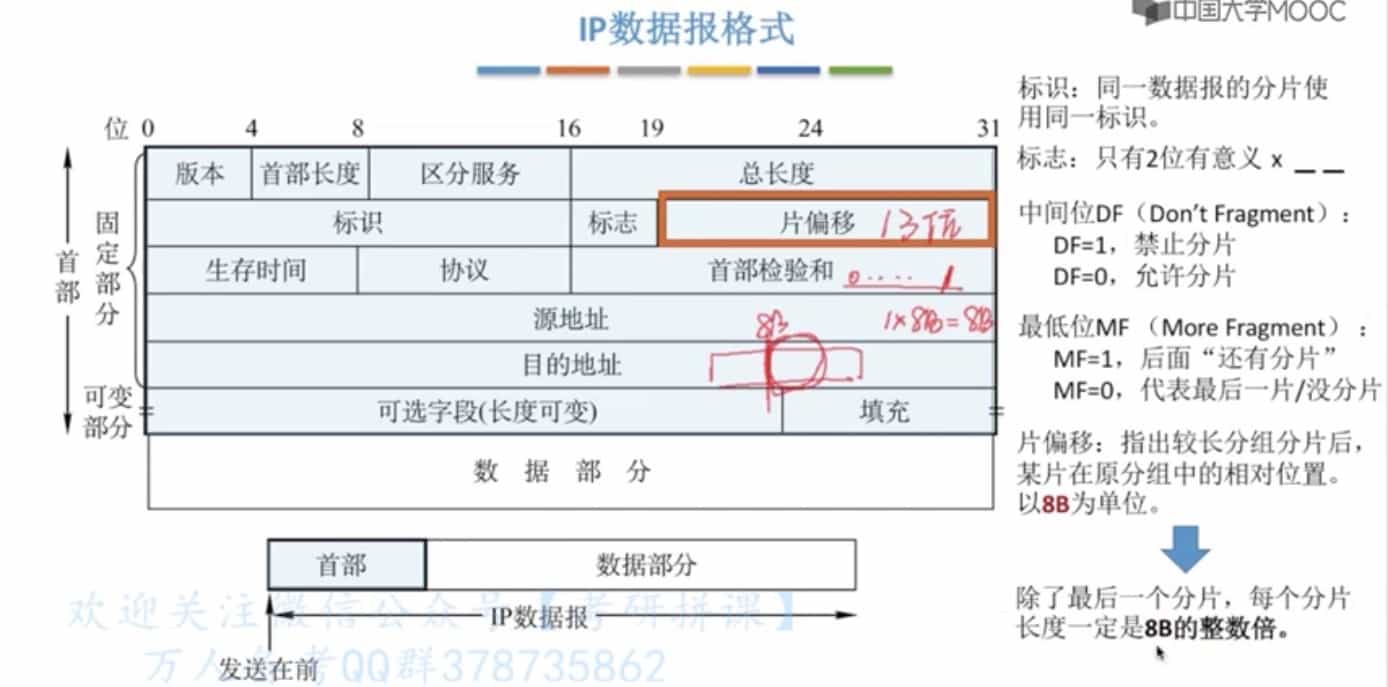 中国大学MOOC
IP数据报格式
位 0 4 8 16 19 24 31
版本 首部长度 区分服务 总长度
标识 标志 片偏移 13位
生存时间 协议 首部检验和 0 ···· 1
源地址 8B 1×8B=8B
目的地址
可选字段(长度可变) 填充
数 据 部 分
首部
固定部分
可变
部分
首部 数据部分
IP数据报
发送在前
标识：同一数据报的分片使
用同一标识。
标志：只有2位有意义 x _ _
中间位DF（Don't Fragment）：
DF=1，禁止分片
DF=0，允许分片
最低位MF （More Fragment）：
MF=1，后面“还有分片”
MF=0，代表最后一片/没分片
片偏移：指出较长分组分片后，
某片在原分组中的相对位置。
以8B为单位。
除了最后一个分片，每个分片
长度一定是8B的整数倍。
欢迎关注微信公众号【考研拼课】
万人 考QQ群378735862